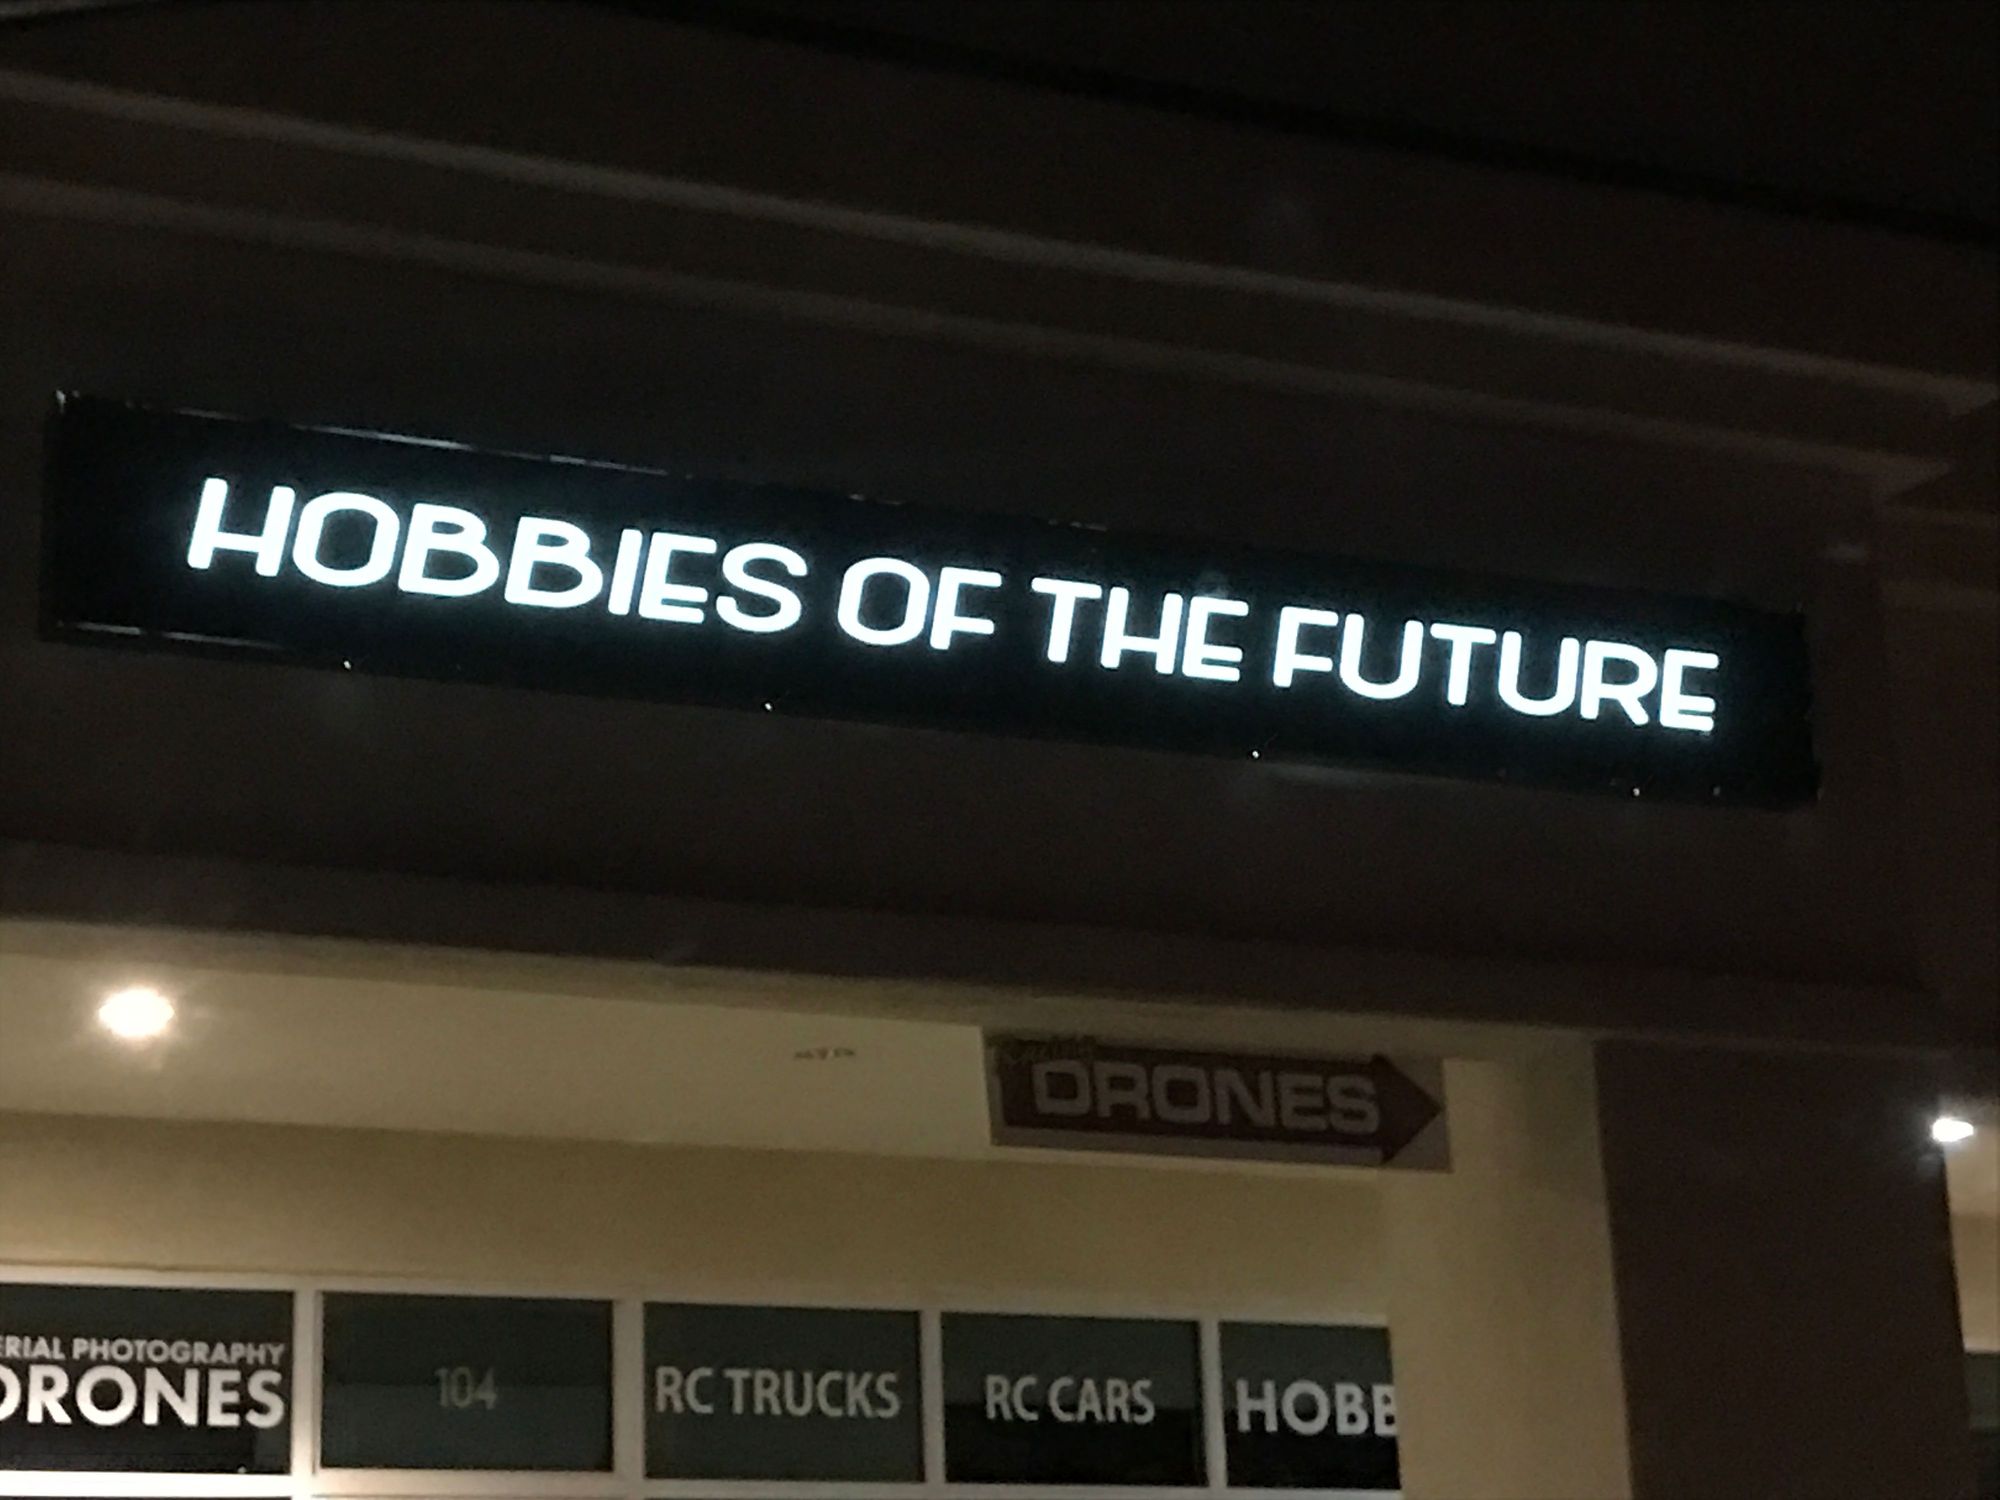 HOBBIES OF THE FUTURE
DRONES
ERIAL PHOTOGRAPHY
DRONES
104
RC TRUCKS
RC CARS
HOBB